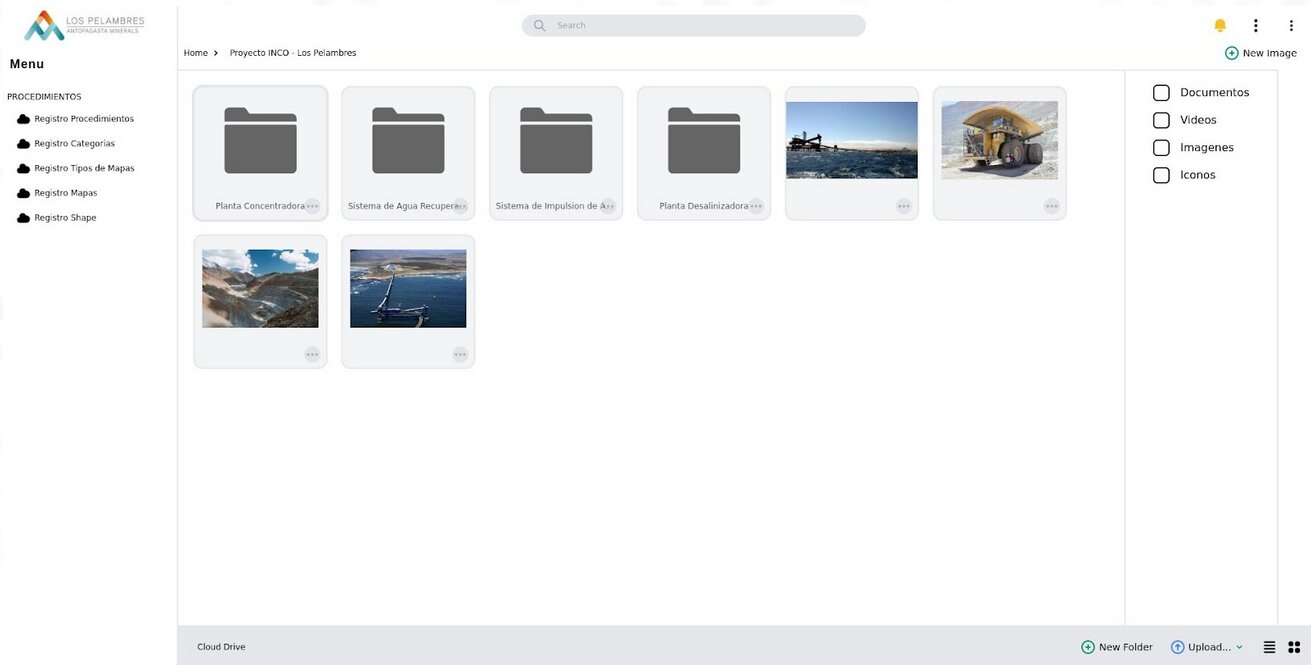 LOS PELAMBRES
ANTOFAGASTA MINERALS
Search
Home > Proyecto INCO - Los Pelambres
New Image
Menu
PROCEDIMIENTOS
Registro Procedimientos
Registro Categorias
Registro Tipos de Mapas
Registro Mapas
Registro Shape
Planta Concentradora
Sistema de Agua Recupera
Sistema de Impulsion de A
Planta Desalinizadora
Documentos
Videos
Imagenes
Iconos
Cloud Drive
New Folder
Upload...